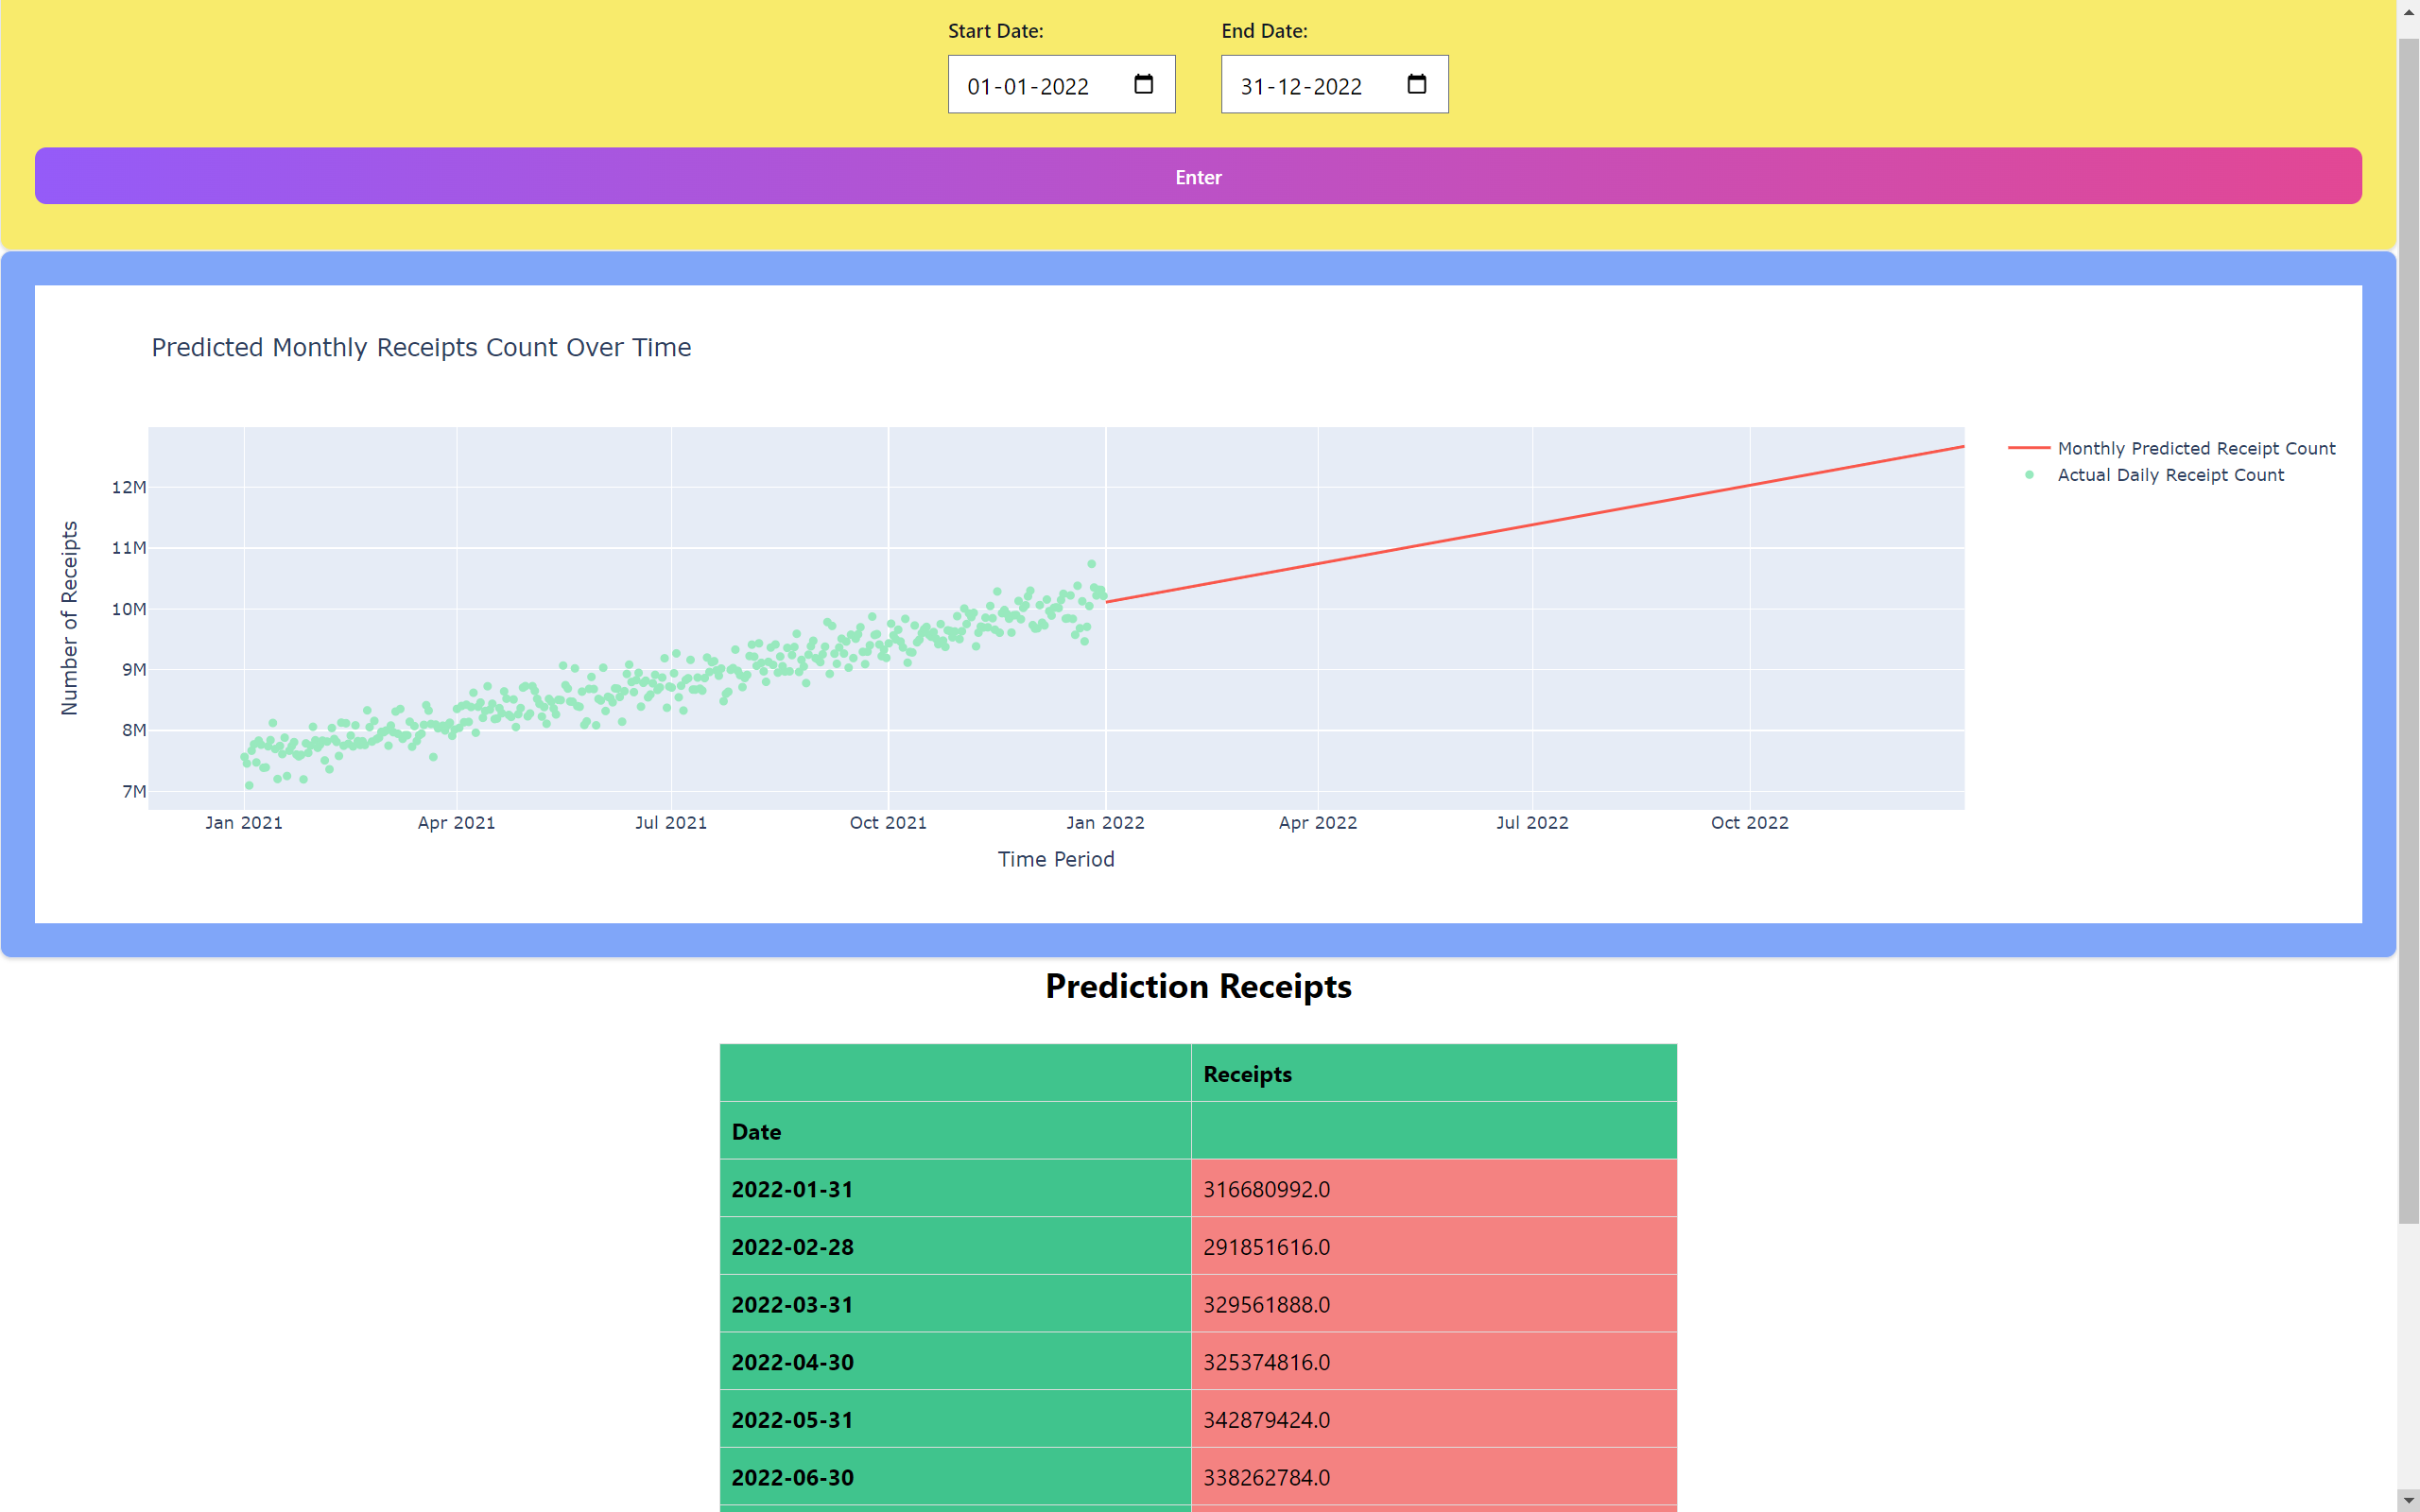 Start Date: End Date:
01-01-2022 31-12-2022
Enter
Predicted Monthly Receipts Count Over Time
Monthly Predicted Receipt Count
Actual Daily Receipt Count
12M
11M
10M
9M
8M
7M
Number of Receipts
Jan 2021 Apr 2021 Jul 2021 Oct 2021 Jan 2022 Apr 2022 Jul 2022 Oct 2022
Time Period
Prediction Receipts
Receipts
Date
2022-01-31 316680992.0
2022-02-28 291851616.0
2022-03-31 329561888.0
2022-04-30 325374816.0
2022-05-31 342879424.0
2022-06-30 338262784.0